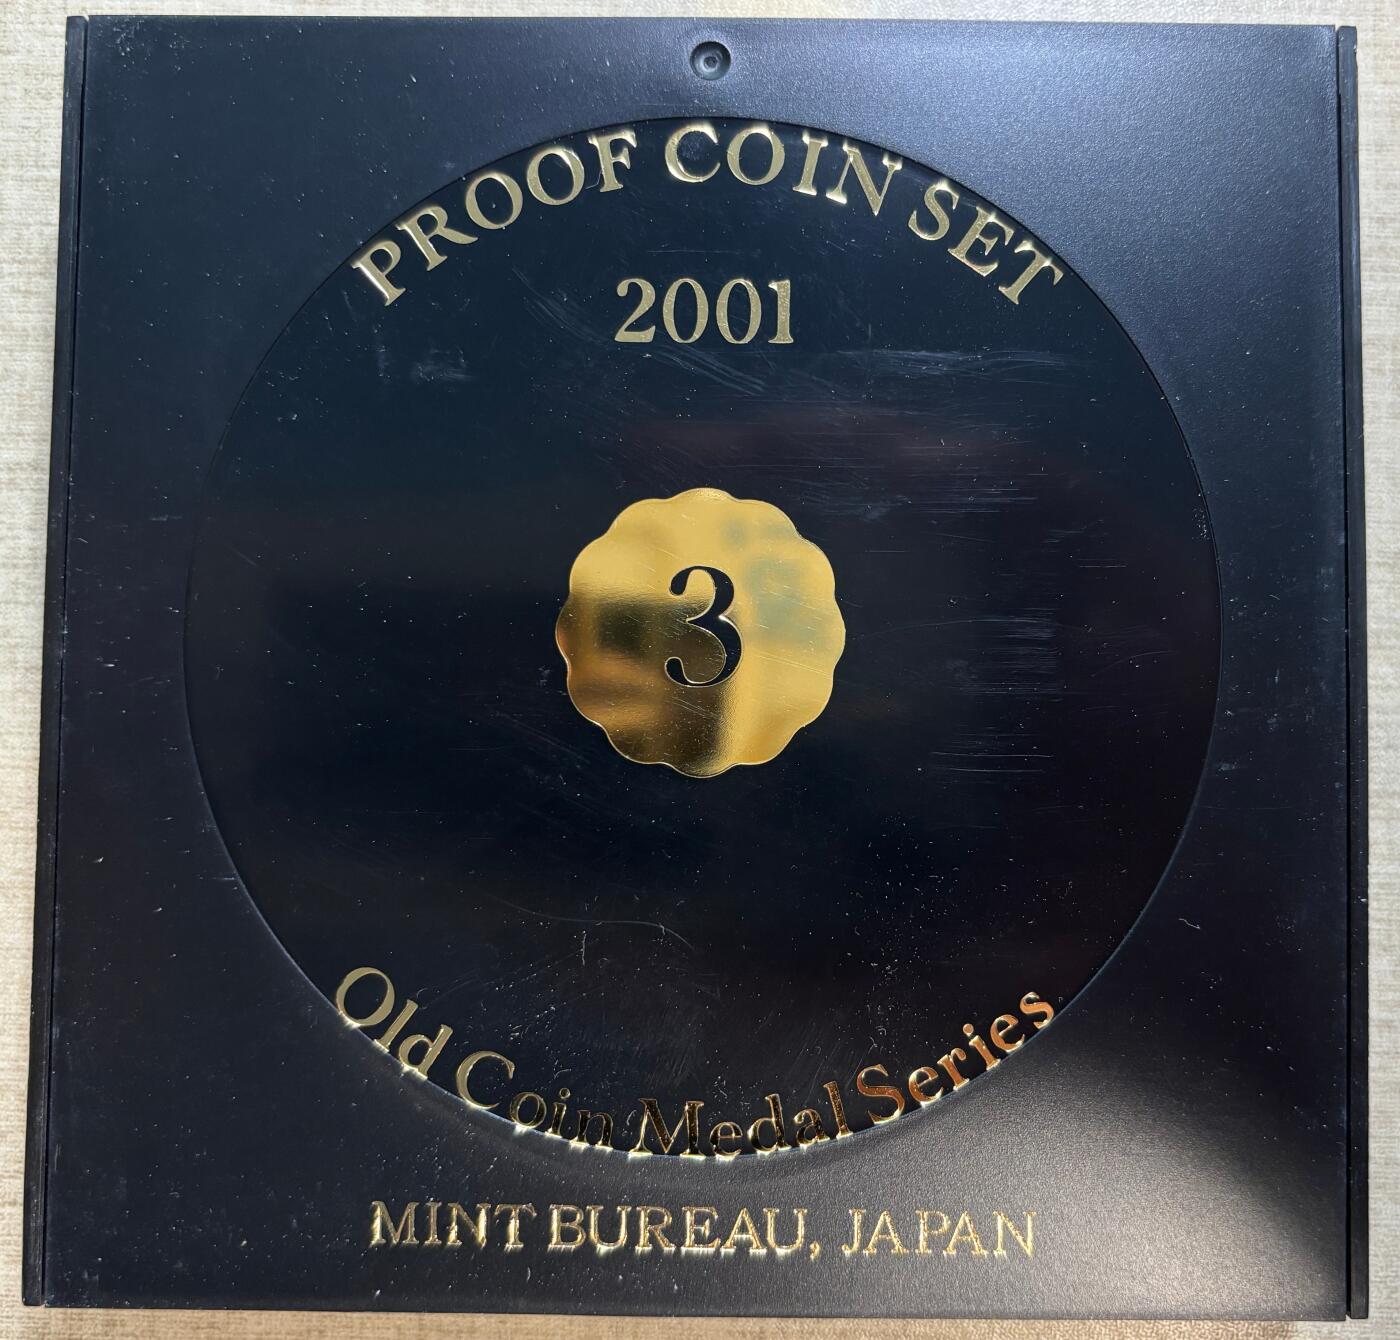 PROOF COIN SET
2001
3
Old Coin Medal Series
MINT BUREAU, JAPAN